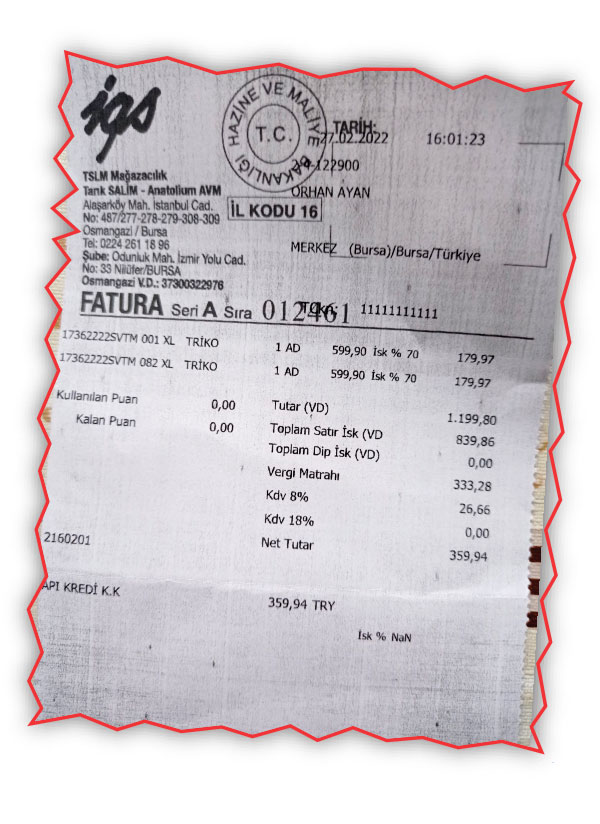 igs
HAZİNE VE MALİYE BAKANLIĞI
T.C.
TARİH:
27.02.2022 16:01:23
122900
TSLM Mağazacılık
Tarık SALİM - Anatolium AVM
Alaşarköy Mah. İstanbul Cad.
No: 487/277-278-279-308-309
Osmangazi / Bursa
Tel: 0224 261 18 96
Şube: Odunluk Mah. İzmir Yolu Cad.
No: 33 Nilüfer/BURSA
Osmangazi V.D.: 37300322976
ORHAN AYAN
İL KODU 16
MERKEZ (Bursa)/Bursa/Türkiye
FATURA Seri A Sıra 012461 11111111111
17362222SVTM 001 XL TRİKO 1 AD 599,90 İsk % 70 179,97
17362222SVTM 082 XL TRİKO 1 AD 599,90 İsk % 70 179,97
Kullanılan Puan 0,00 Tutar (VD) 1.199,80
Kalan Puan 0,00 Toplam Satır İsk (VD 839,86
Toplam Dip İsk (VD) 0,00
Vergi Matrahı 333,28
Kdv 8% 26,66
Kdv 18% 0,00
2160201 Net Tutar 359,94
API KREDİ K.K 359,94 TRY
İsk % NaN